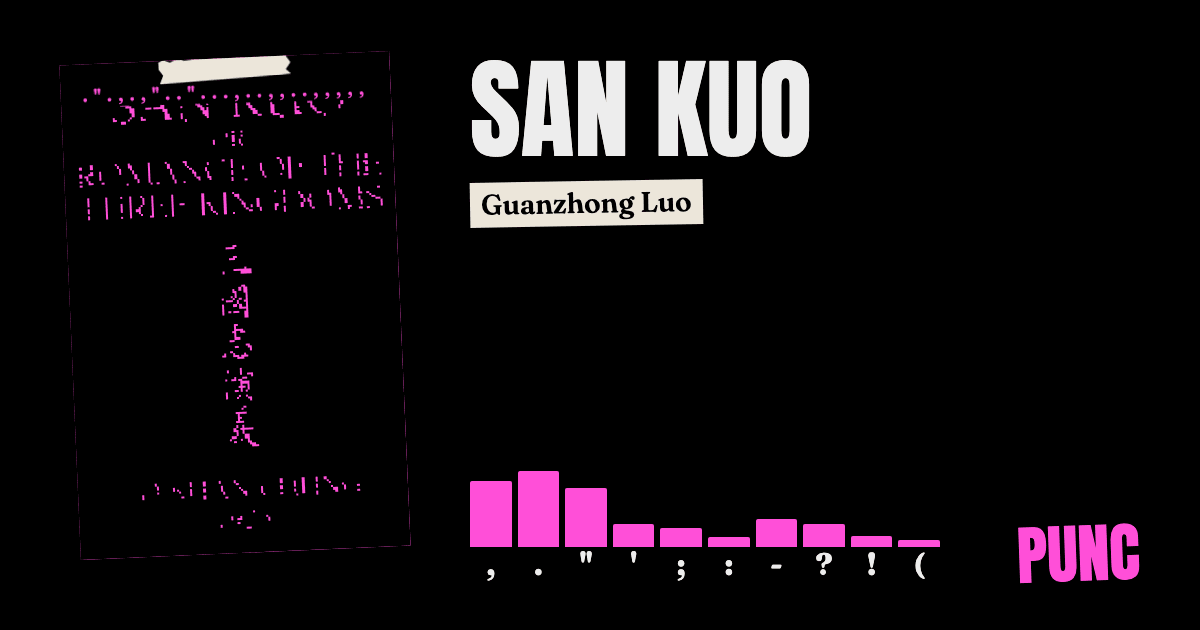 "SAN KUO"
OR
ROMANCE OF THE
THREE KINGDOMS
三
國
志
演
義
SAN KUO
Guanzhong Luo
, . " ' ; : - ? ! (
PUNC